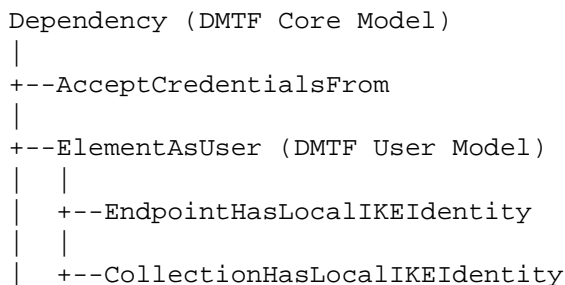 Dependency (DMTF Core Model)
|
+--AcceptCredentialsFrom
|
+--ElementAsUser (DMTF User Model)
|  |
|  +--EndpointHasLocalIKEIdentity
|  |
|  +--CollectionHasLocalIKEIdentity